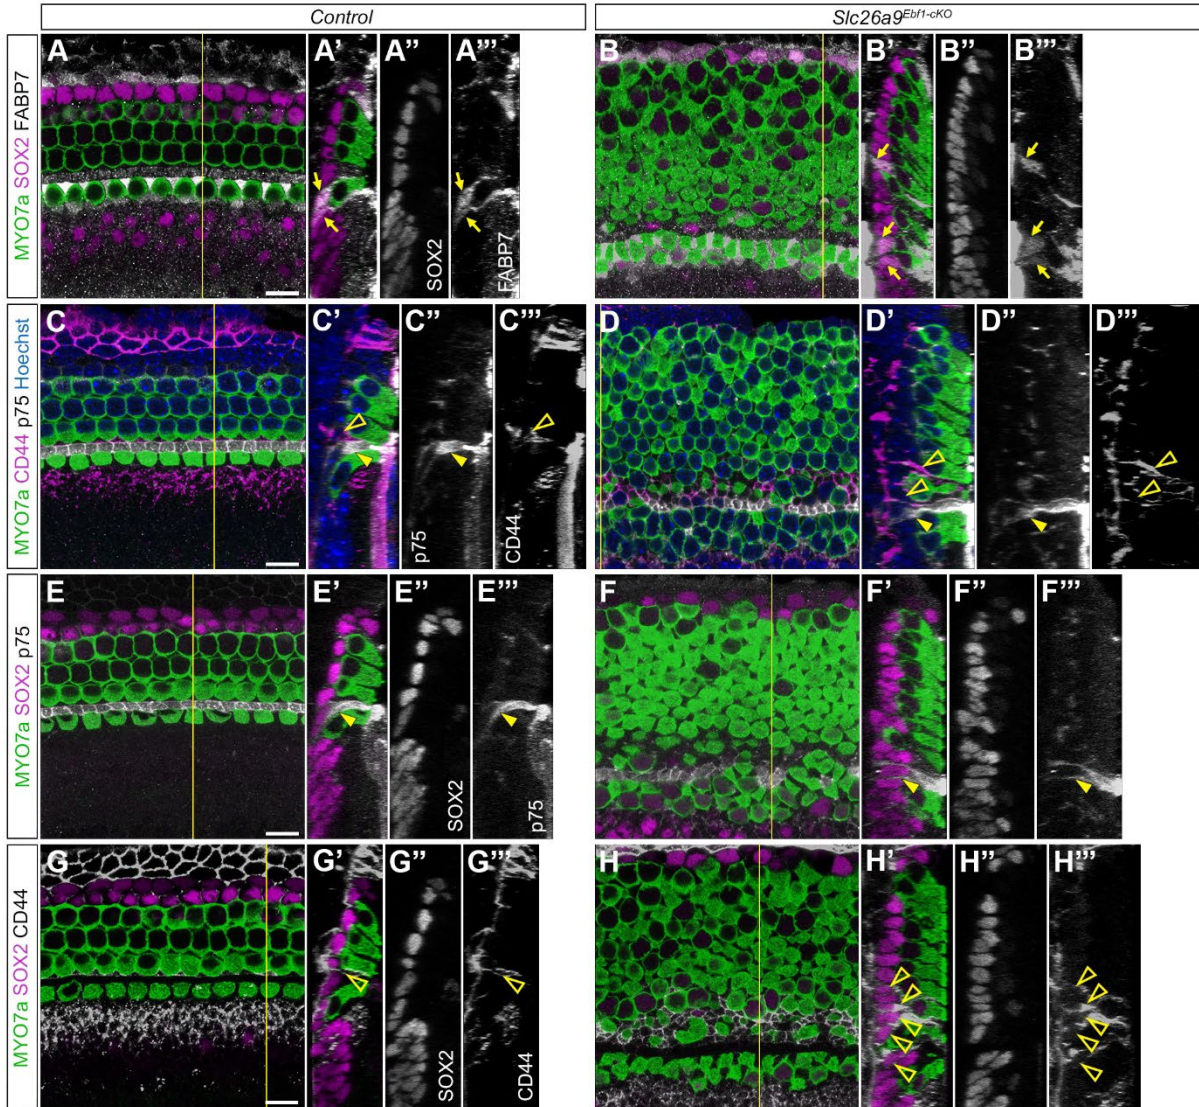 Control
Slc26a9Ebf1-cKO
MYO7a SOX2 FABP7
A
A'
A''
A'''
SOX2
FABP7
B
B'
B''
B'''
MYO7a CD44 p75 Hoechst
C
C'
C''
C'''
p75
CD44
D
D'
D''
D'''
MYO7a SOX2 p75
E
E'
E''
E'''
SOX2
p75
F
F'
F''
F'''
MYO7a SOX2 CD44
G
G'
G''
G'''
SOX2
CD44
H
H'
H''
H'''